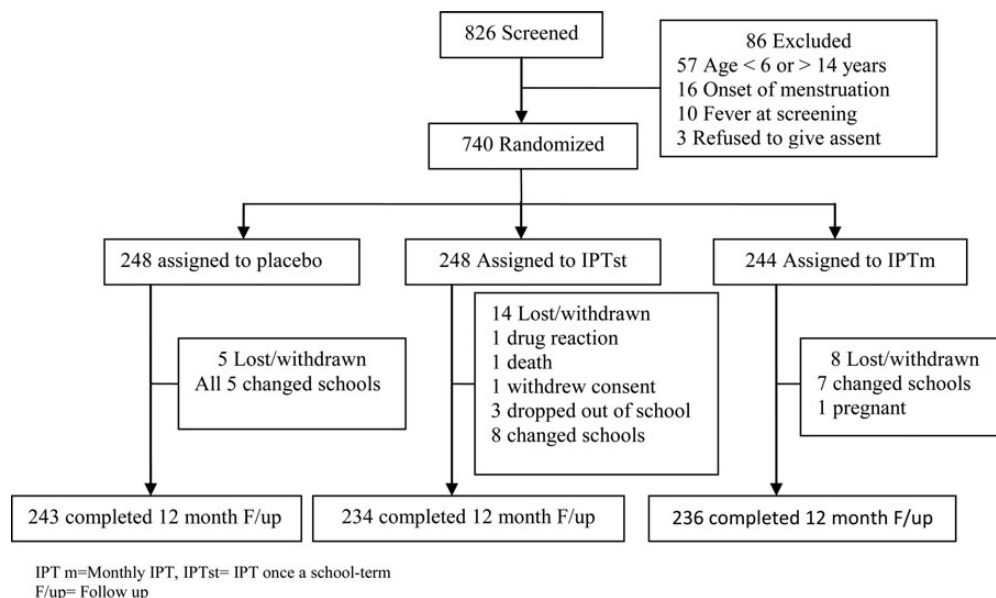 826 Screened
86 Excluded
57 Age < 6 or > 14 years
16 Onset of menstruation
10 Fever at screening
3 Refused to give assent
740 Randomized
248 assigned to placebo
248 Assigned to IPTst
244 Assigned to IPTm
5 Lost/withdrawn
All 5 changed schools
14 Lost/withdrawn
1 drug reaction
1 death
1 withdrew consent
3 dropped out of school
8 changed schools
8 Lost/withdrawn
7 changed schools
1 pregnant
243 completed 12 month F/up
234 completed 12 month F/up
236 completed 12 month F/up
IPT m=Monthly IPT, IPTst= IPT once a school-term
F/up= Follow up